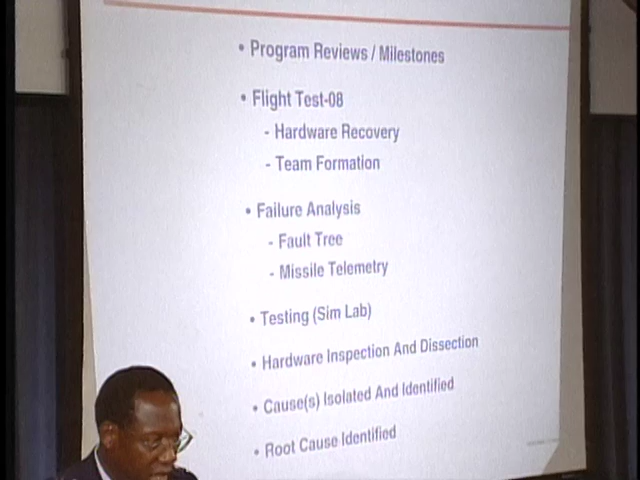 • Program Reviews / Milestones
• Flight Test-08
- Hardware Recovery
- Team Formation
• Failure Analysis
- Fault Tree
- Missile Telemetry
• Testing (Sim Lab)
• Hardware Inspection And Dissection
• Cause(s) Isolated And Identified
• Root Cause Identified